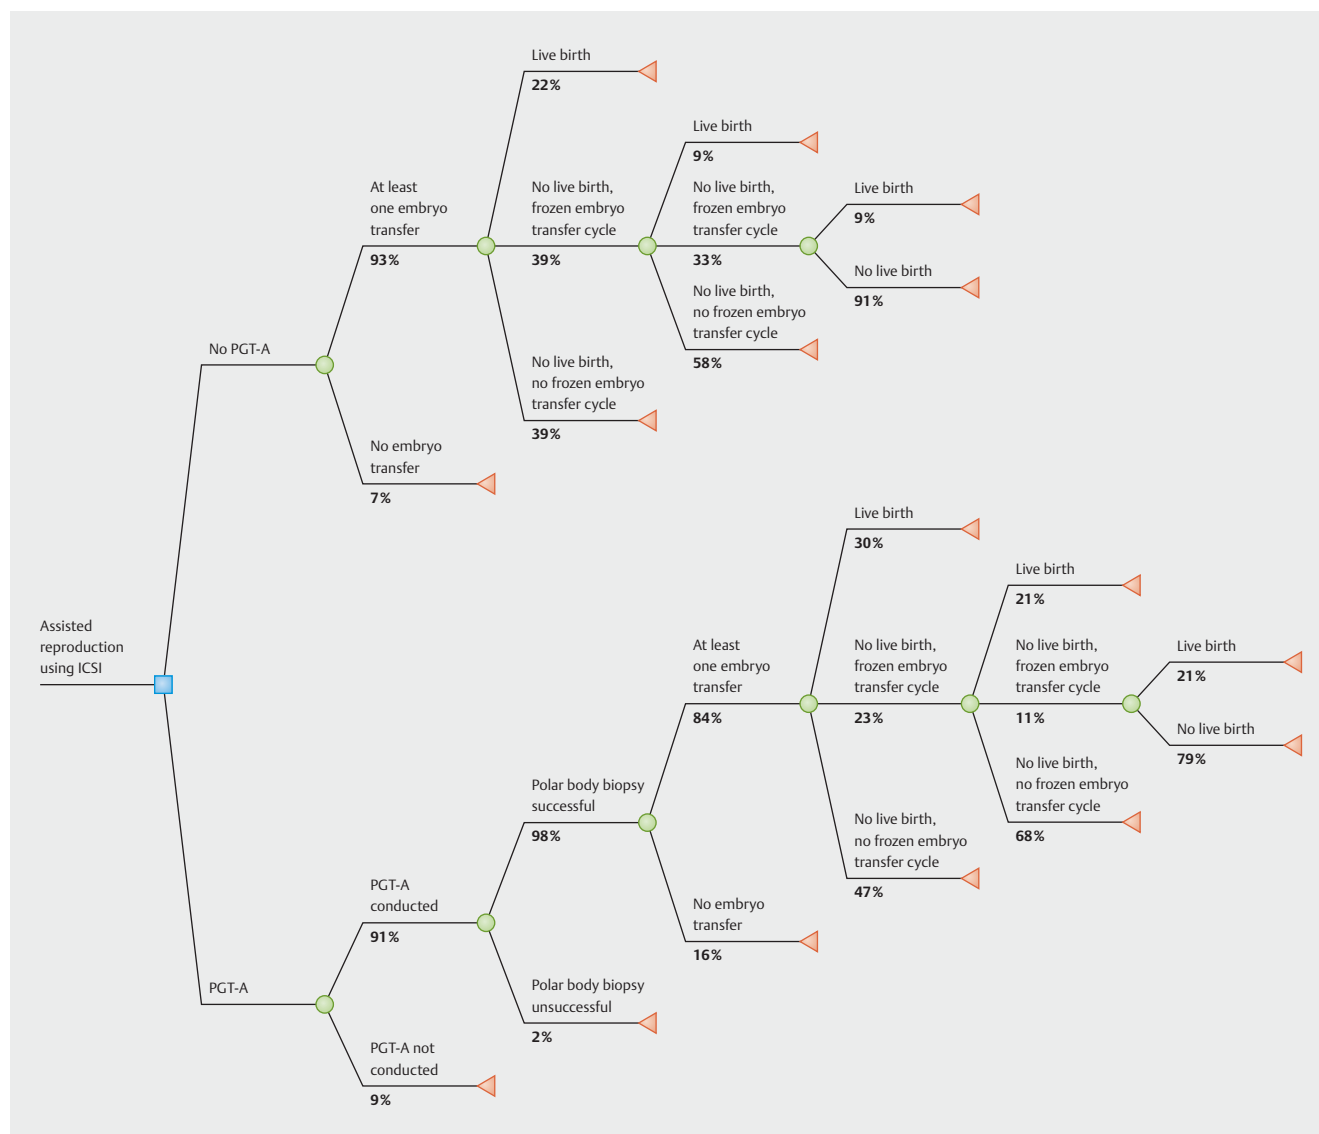 Assisted
reproduction
using ICSI
No PGT-A
At least
one embryo
transfer
93%
Live birth
22%
No live birth,
frozen embryo
transfer cycle
39%
Live birth
9%
No live birth,
frozen embryo
transfer cycle
33%
Live birth
9%
No live birth
91%
No live birth,
no frozen embryo
transfer cycle
58%
No live birth,
no frozen embryo
transfer cycle
39%
No embryo
transfer
7%
PGT-A
PGT-A
conducted
91%
Polar body biopsy
successful
98%
At least
one embryo
transfer
84%
Live birth
30%
No live birth,
frozen embryo
transfer cycle
23%
Live birth
21%
No live birth,
frozen embryo
transfer cycle
11%
Live birth
21%
No live birth
79%
No live birth,
no frozen embryo
transfer cycle
68%
No live birth,
no frozen embryo
transfer cycle
47%
No embryo
transfer
16%
Polar body biopsy
unsuccessful
2%
PGT-A not
conducted
9%